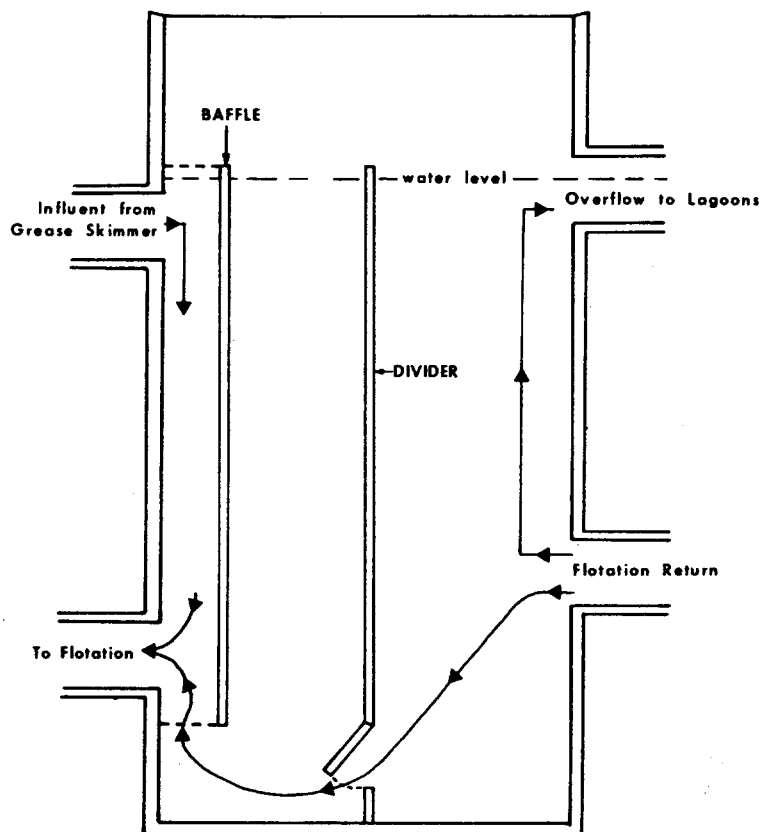 BAFFLE
water level
Influent from
Grease Skimmer
Overflow to Lagoons
DIVIDER
Flotation Return
To Flotation